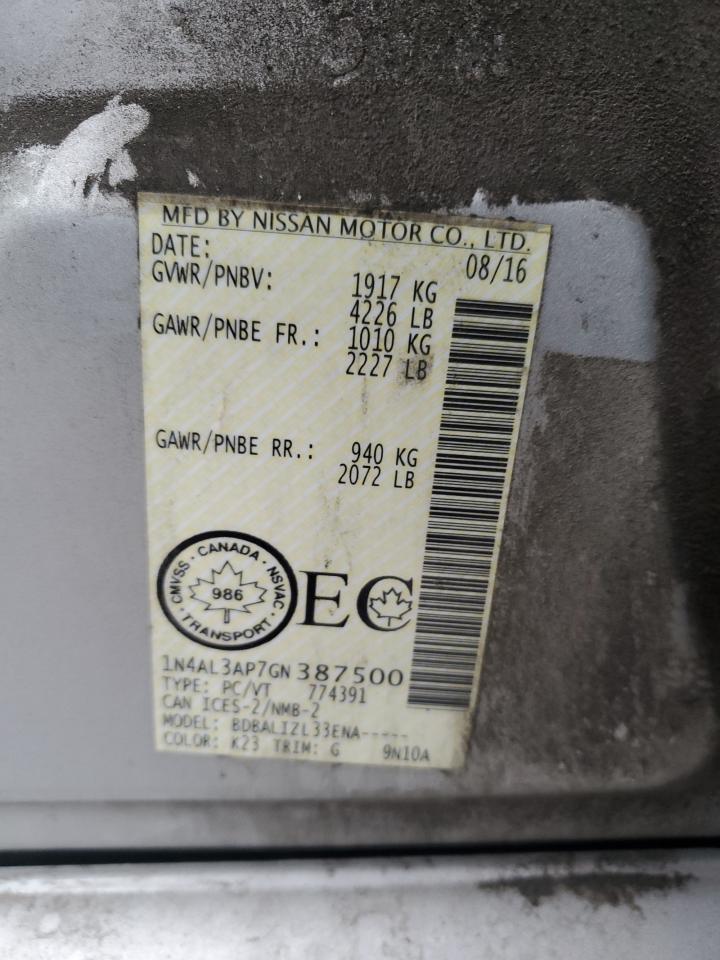 MFD BY NISSAN MOTOR CO., LTD.
DATE: 08/16
GVWR/PNBV: 1917 KG
4226 LB
GAWR/PNBE FR.: 1010 KG
2227 LB
GAWR/PNBE RR.: 940 KG
2072 LB
CMVSS · CANADA · NSVAC · TRANSPORT ·
986
EC
1N4AL3AP7GN387500
TYPE: PC/VT 774391
CAN ICES-2/NMB-2
MODEL: BDBALIZL33ENA-----
COLOR: K23 TRIM: G 9N10A